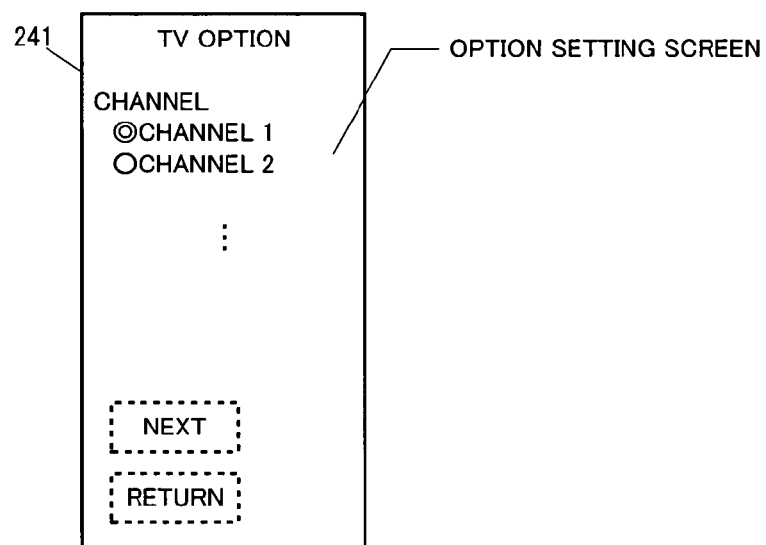 241
TV OPTION
OPTION SETTING SCREEN
CHANNEL
◎CHANNEL 1
○CHANNEL 2
⋮
NEXT
RETURN